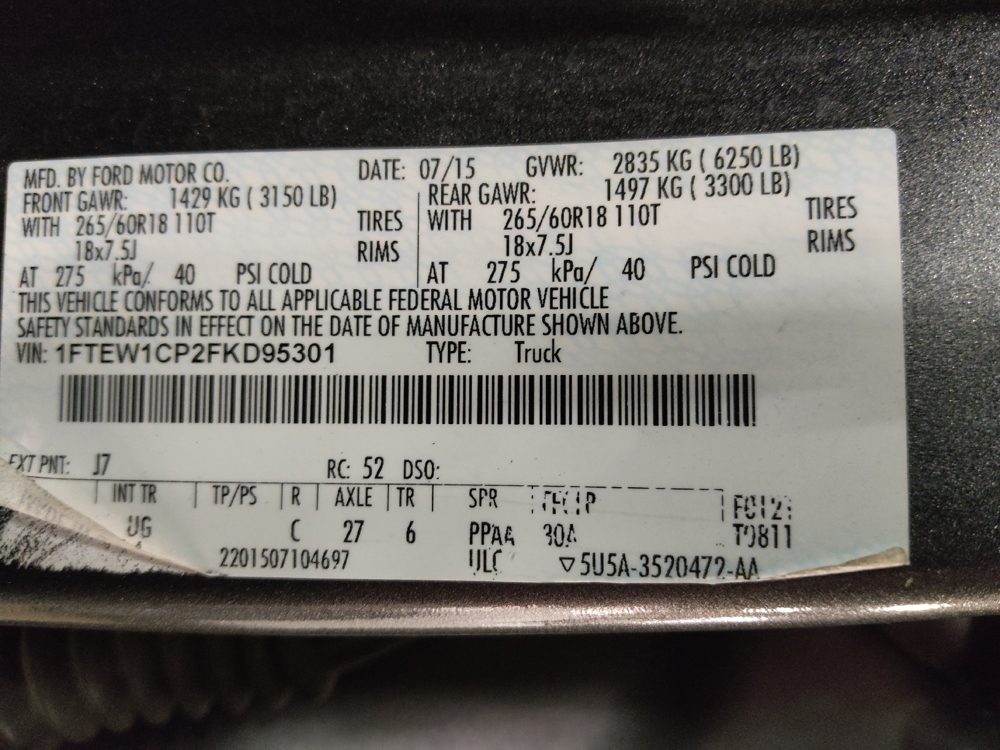 MFD. BY FORD MOTOR CO. DATE: 07/15 GVWR: 2835 KG ( 6250 LB)
FRONT GAWR: 1429 KG ( 3150 LB) REAR GAWR: 1497 KG ( 3300 LB)
WITH 265/60R18 110T TIRES WITH 265/60R18 110T TIRES
18x7.5J RIMS 18x7.5J RIMS
AT 275 kPa/ 40 PSI COLD AT 275 kPa/ 40 PSI COLD
THIS VEHICLE CONFORMS TO ALL APPLICABLE FEDERAL MOTOR VEHICLE
SAFETY STANDARDS IN EFFECT ON THE DATE OF MANUFACTURE SHOWN ABOVE.
VIN: 1FTEW1CP2FKD95301 TYPE: Truck
EXT PNT: J7 RC: 52 DSO:
INT TR TP/PS R AXLE TR SPR
UG C 27 6 PPAA 30A T0811
2201507104697 ULC ▽5U5A-3520472-AA